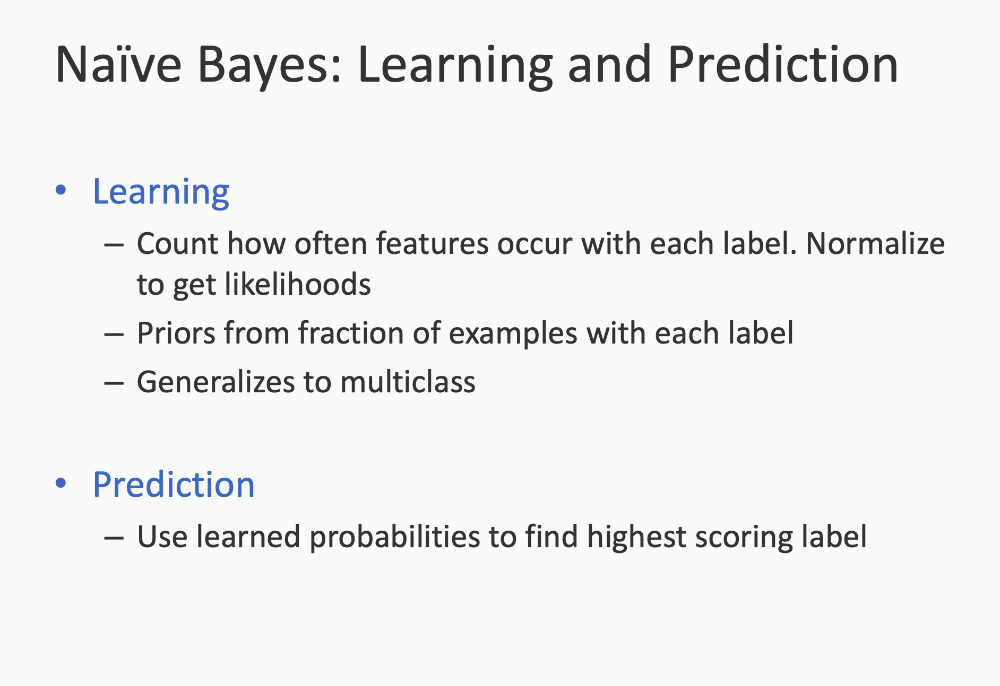 Naïve Bayes: Learning and Prediction
• Learning
– Count how often features occur with each label. Normalize
to get likelihoods
– Priors from fraction of examples with each label
– Generalizes to multiclass
• Prediction
– Use learned probabilities to find highest scoring label